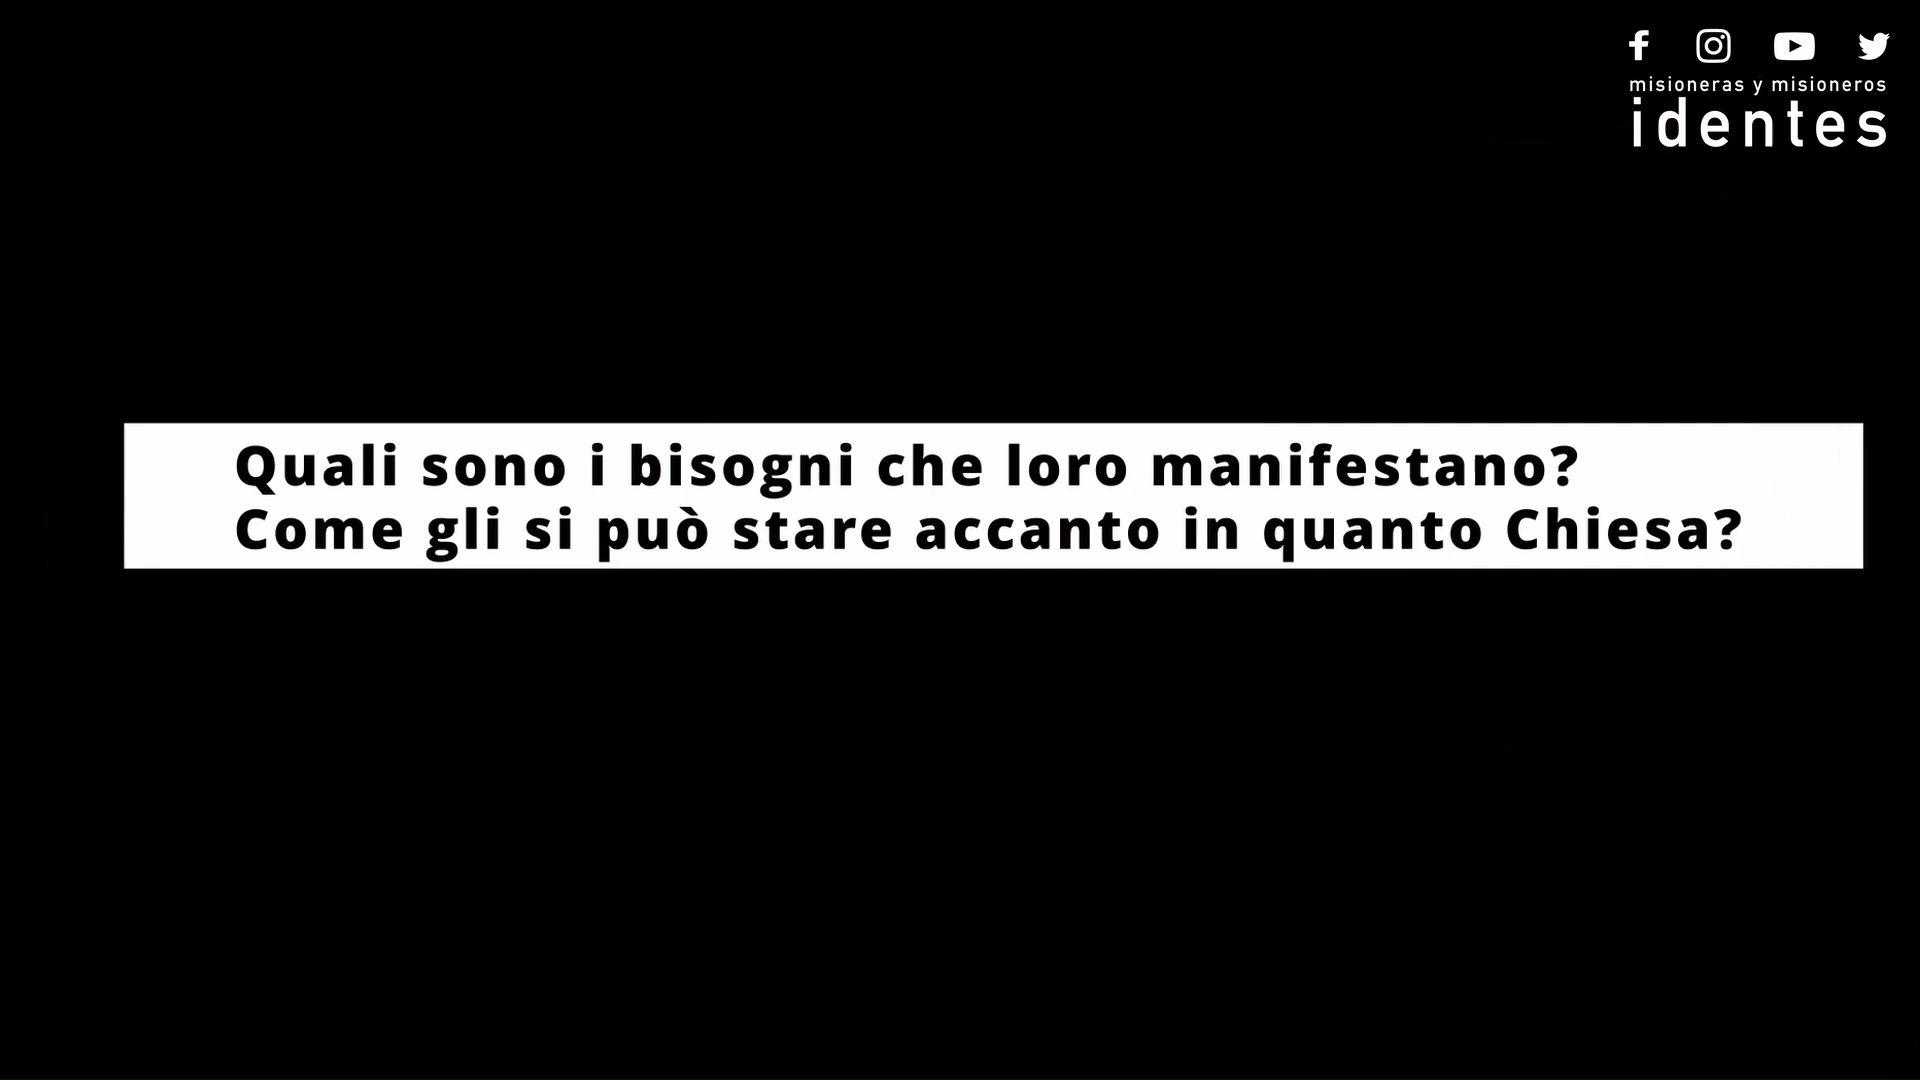 misioneras y misioneros
identes
Quali sono i bisogni che loro manifestano?
Come gli si può stare accanto in quanto Chiesa?